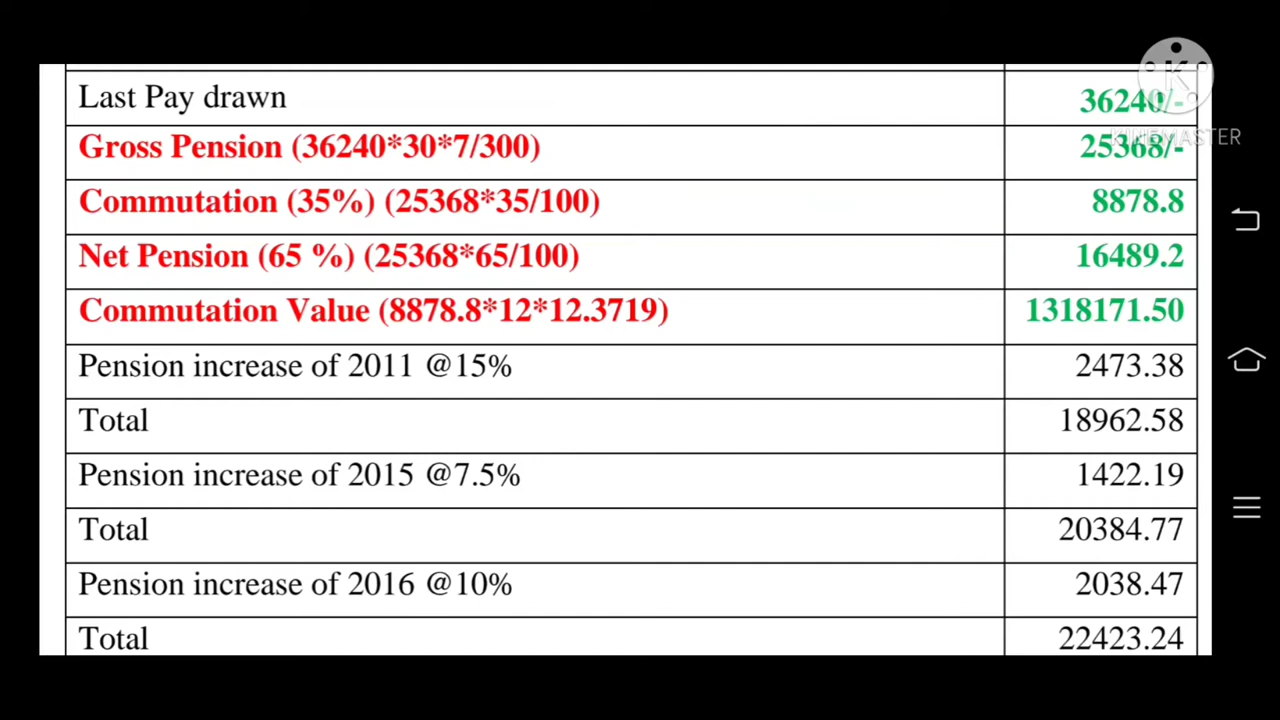 Last Pay drawn 36240/-
KINEMASTER
Gross Pension (36240*30*7/300) 25368/-
Commutation (35%) (25368*35/100) 8878.8
Net Pension (65 %) (25368*65/100) 16489.2
Commutation Value (8878.8*12*12.3719) 1318171.50
Pension increase of 2011 @15% 2473.38
Total 18962.58
Pension increase of 2015 @7.5% 1422.19
Total 20384.77
Pension increase of 2016 @10% 2038.47
Total 22423.24